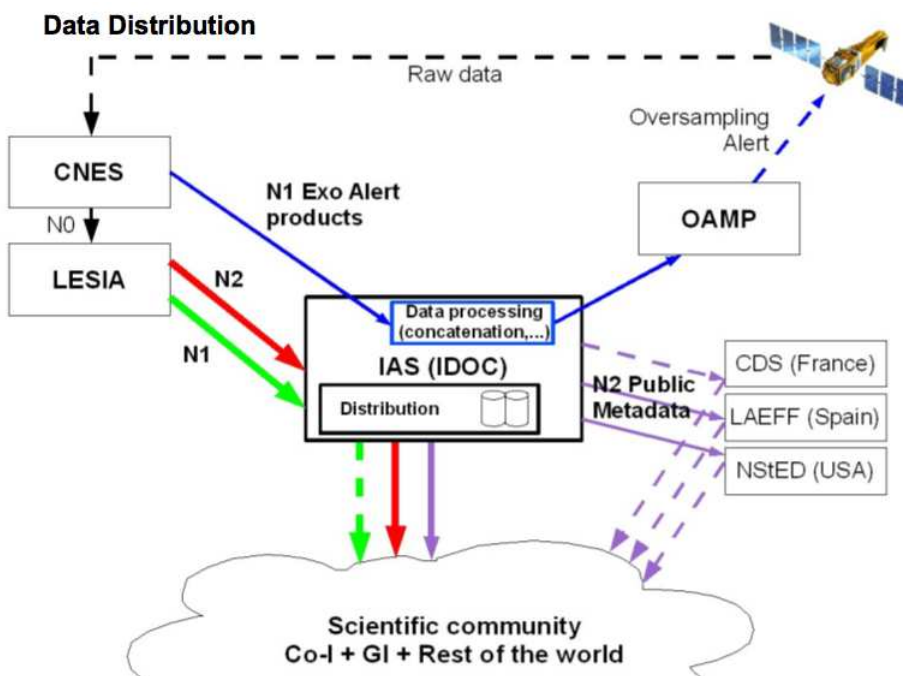 Data Distribution
Raw data
Oversampling
Alert
CNES
N1 Exo Alert
products
OAMP
N0
LESIA
N2
N1
Data processing
(concatenation,...)
IAS (IDOC)
Distribution
N2 Public
Metadata
CDS (France)
LAEFF (Spain)
NStED (USA)
Scientific community
Co-I + GI + Rest of the world